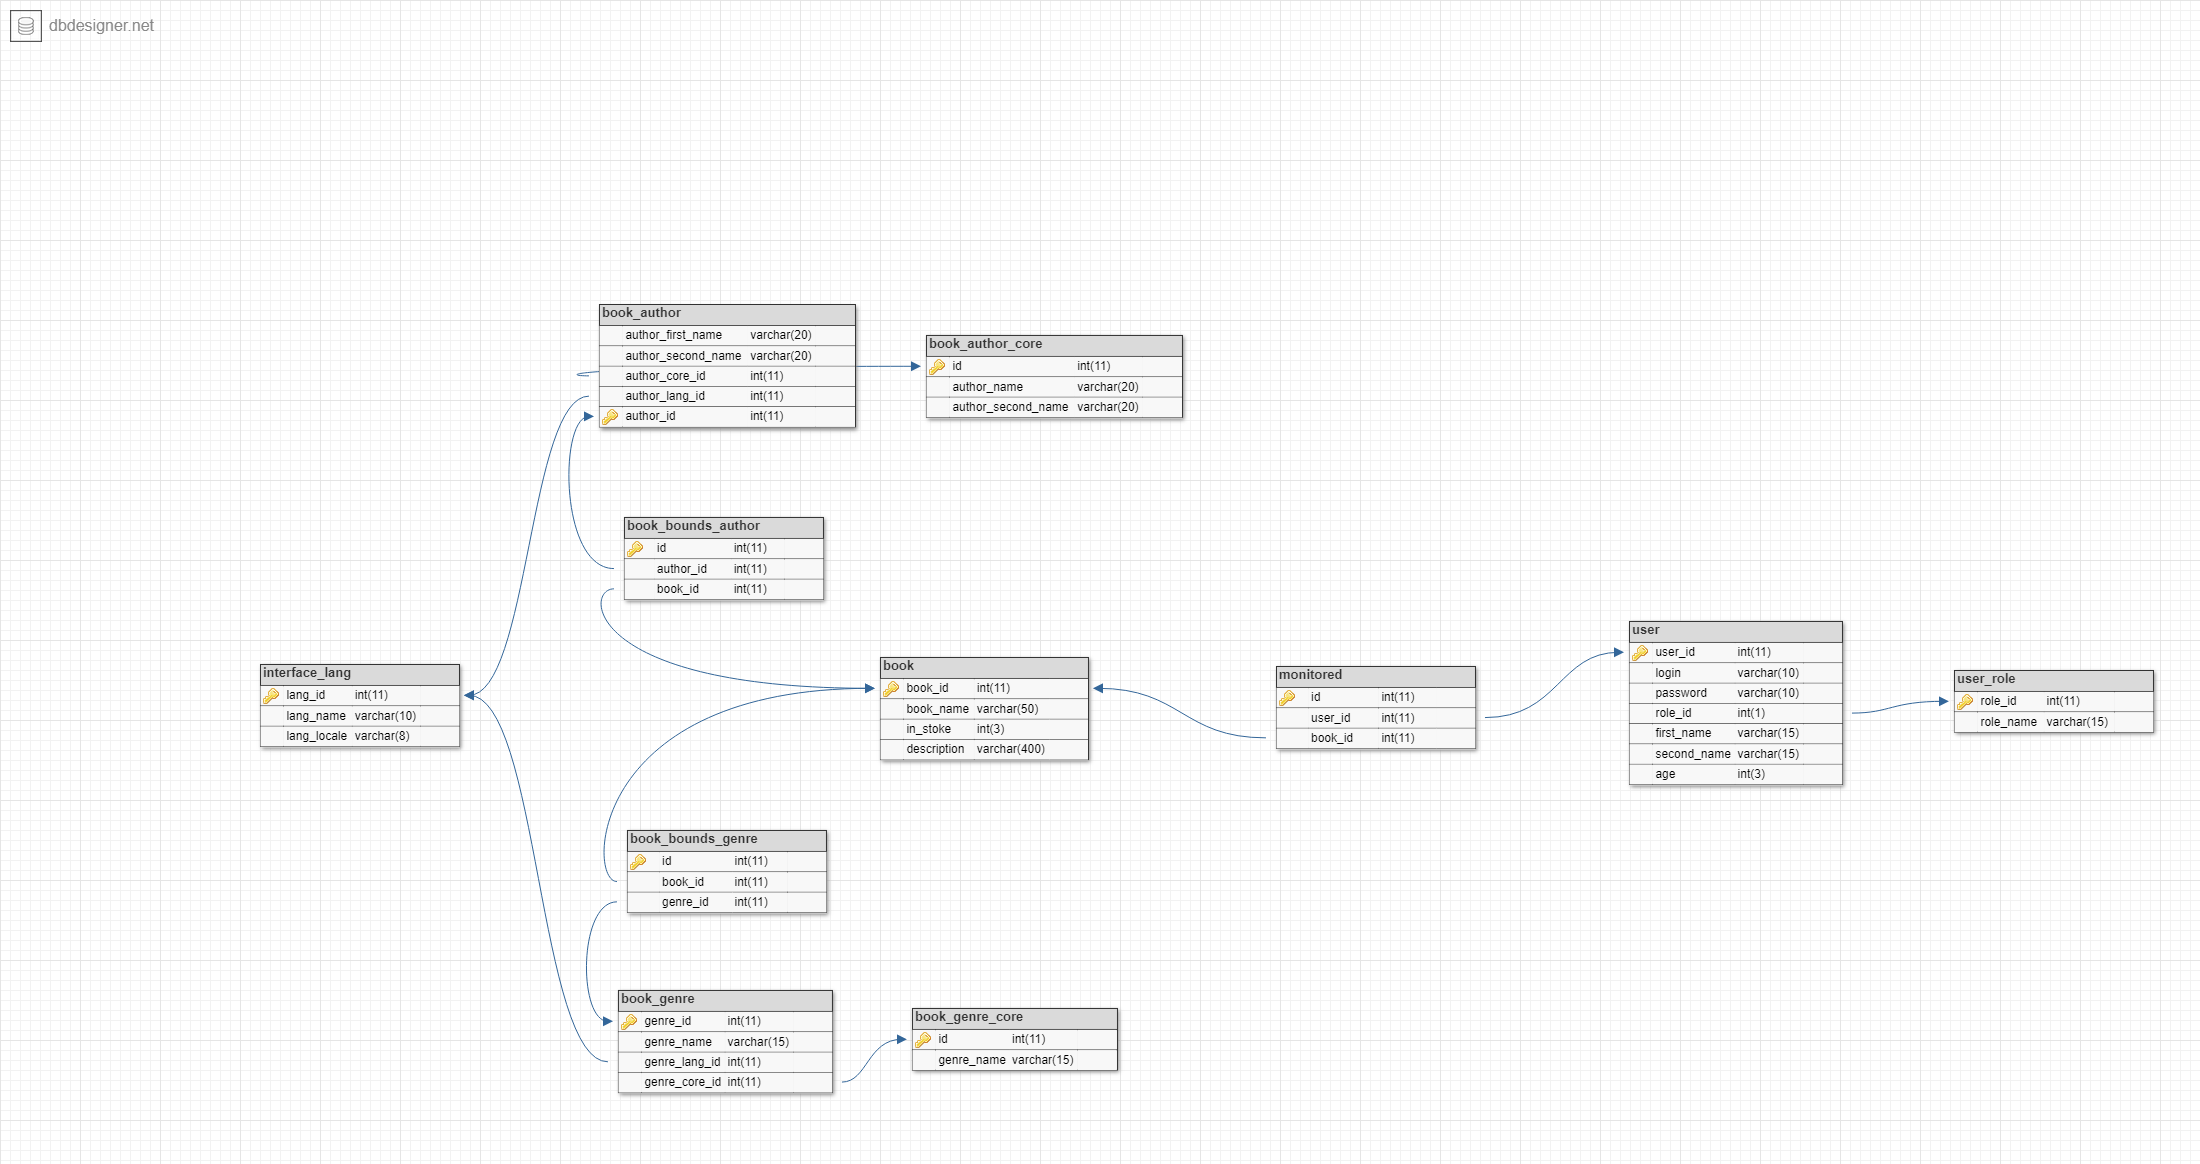 dbdesigner.net
book_author
author_first_name varchar(20)
author_second_name varchar(20)
author_core_id int(11)
author_lang_id int(11)
author_id int(11)
book_author_core
id int(11)
author_name varchar(20)
author_second_name varchar(20)
book_bounds_author
id int(11)
author_id int(11)
book_id int(11)
interface_lang
lang_id int(11)
lang_name varchar(10)
lang_locale varchar(8)
book
book_id int(11)
book_name varchar(50)
in_stoke int(3)
description varchar(400)
monitored
id int(11)
user_id int(11)
book_id int(11)
user
user_id int(11)
login varchar(10)
password varchar(10)
role_id int(1)
first_name varchar(15)
second_name varchar(15)
age int(3)
user_role
role_id int(11)
role_name varchar(15)
book_bounds_genre
id int(11)
book_id int(11)
genre_id int(11)
book_genre
genre_id int(11)
genre_name varchar(15)
genre_lang_id int(11)
genre_core_id int(11)
book_genre_core
id int(11)
genre_name varchar(15)